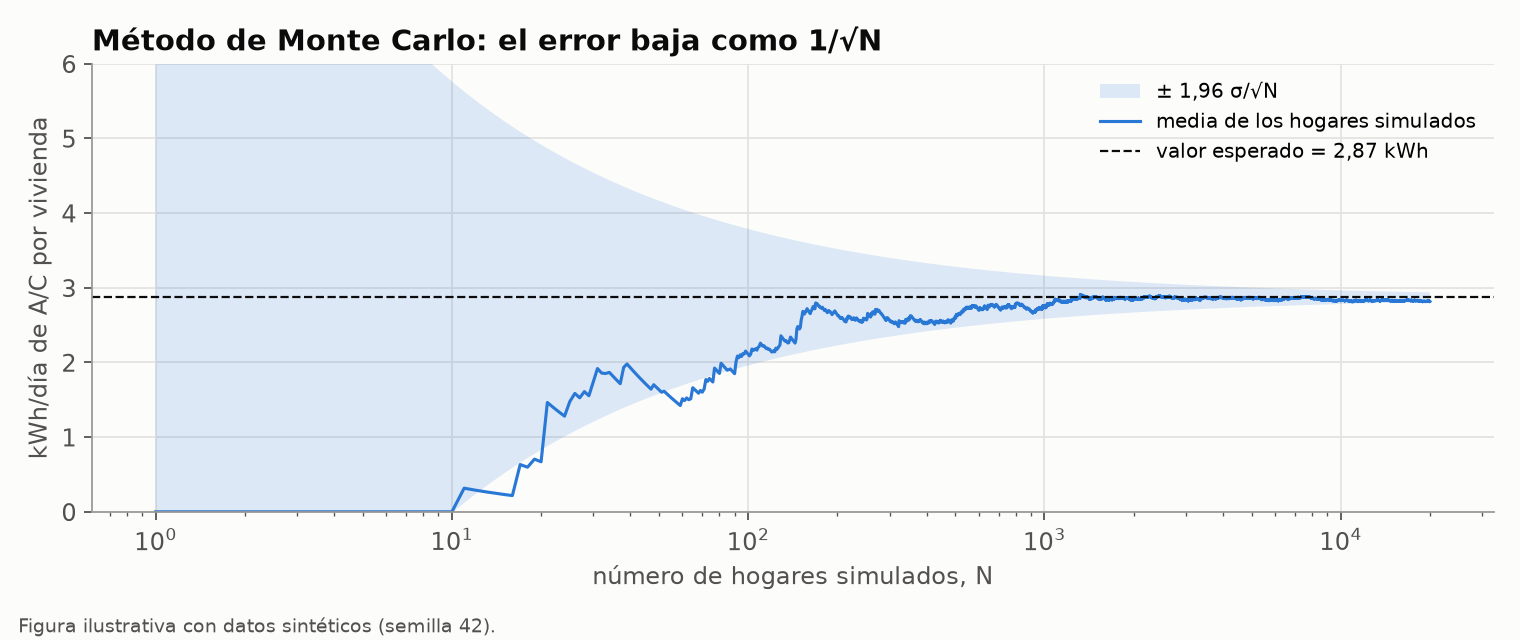 Método de Monte Carlo: el error baja como 1/√N
kWh/día de A/C por vivienda
6
5
4
3
2
1
0
± 1,96 σ/√N
media de los hogares simulados
valor esperado = 2,87 kWh
10⁰ 10¹ 10² 10³ 10⁴
número de hogares simulados, N
Figura ilustrativa con datos sintéticos (semilla 42).